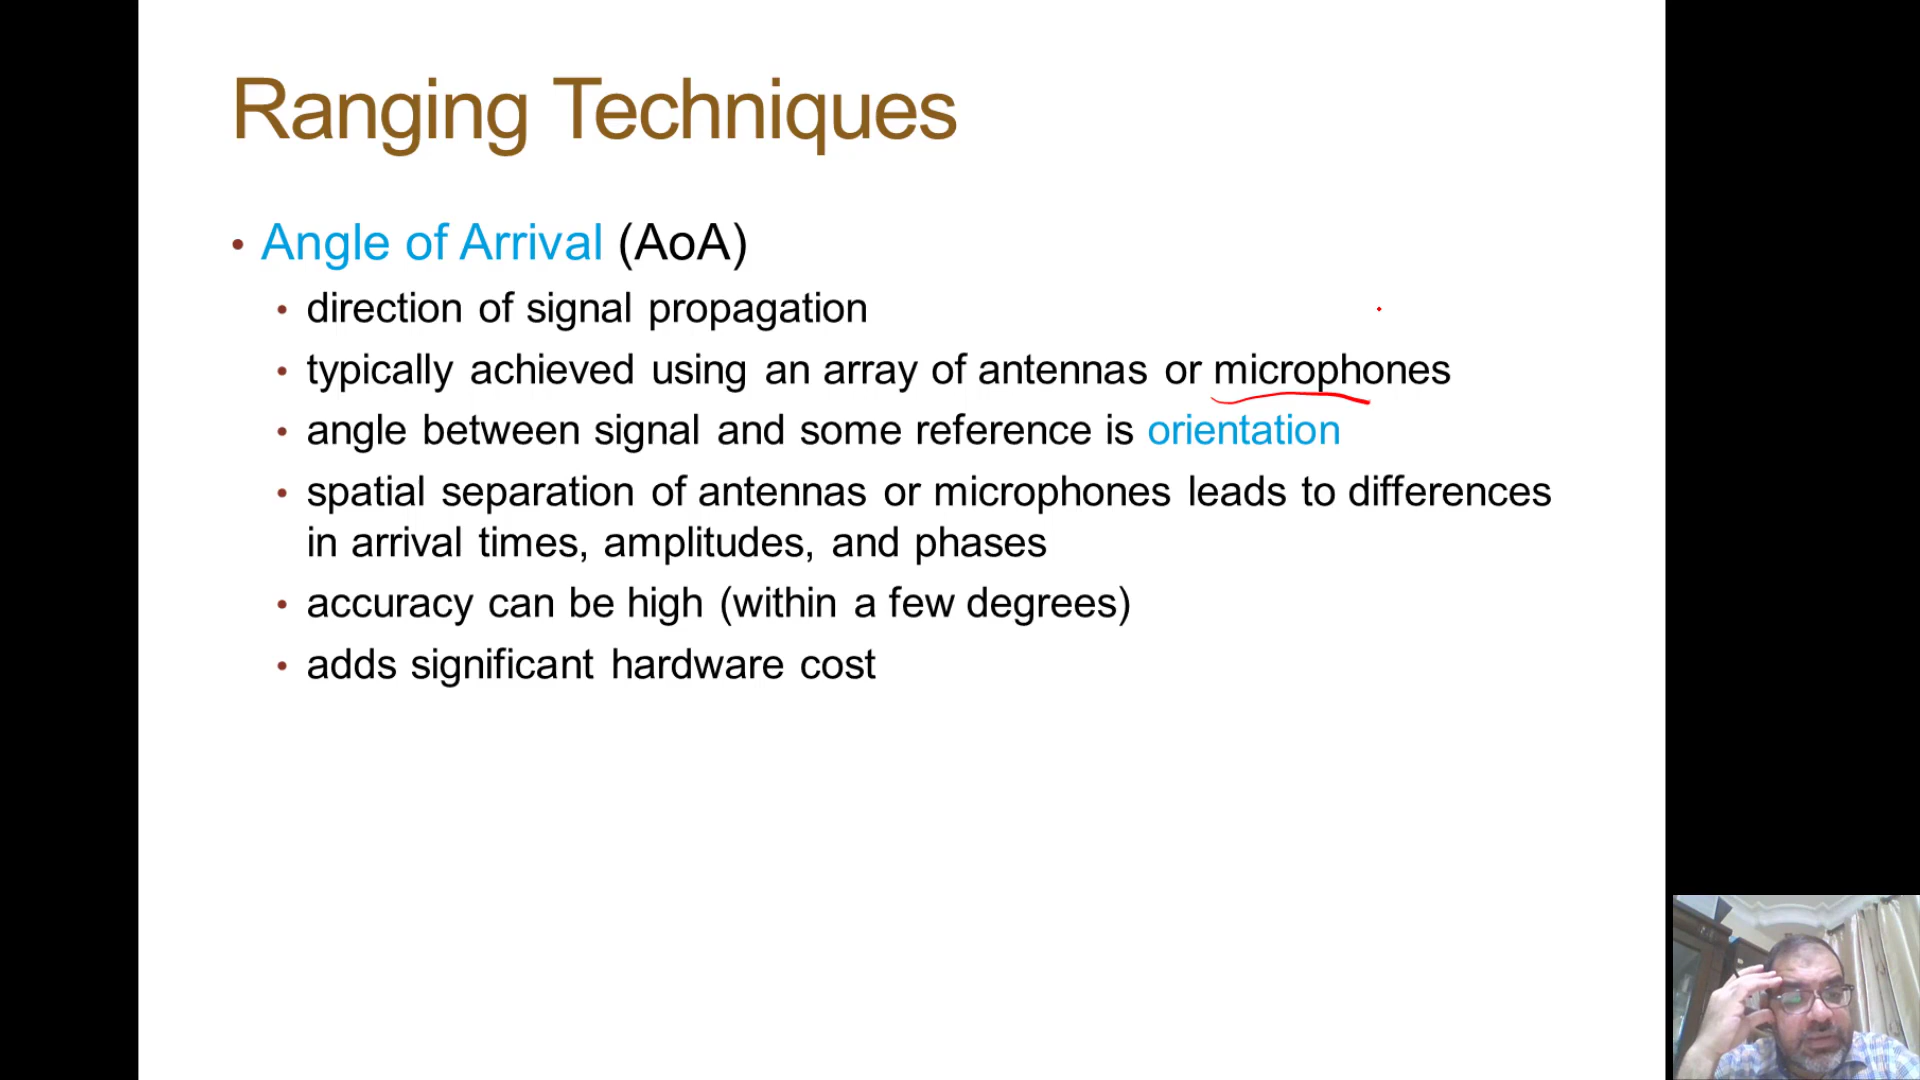 Ranging Techniques
• Angle of Arrival (AoA)
• direction of signal propagation
• typically achieved using an array of antennas or microphones
• angle between signal and some reference is orientation
• spatial separation of antennas or microphones leads to differences
in arrival times, amplitudes, and phases
• accuracy can be high (within a few degrees)
• adds significant hardware cost